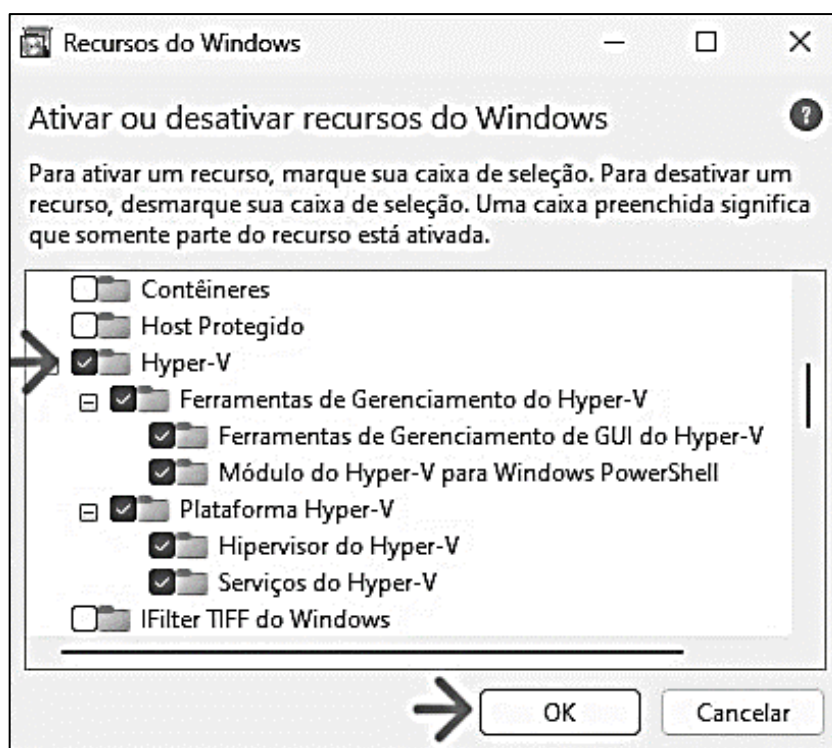 Recursos do Windows
Ativar ou desativar recursos do Windows
Para ativar um recurso, marque sua caixa de seleção. Para desativar um
recurso, desmarque sua caixa de seleção. Uma caixa preenchida significa
que somente parte do recurso está ativada.
Contêineres
Host Protegido
Hyper-V
Ferramentas de Gerenciamento do Hyper-V
Ferramentas de Gerenciamento de GUI do Hyper-V
Módulo do Hyper-V para Windows PowerShell
Plataforma Hyper-V
Hipervisor do Hyper-V
Serviços do Hyper-V
IFilter TIFF do Windows
OK
Cancelar